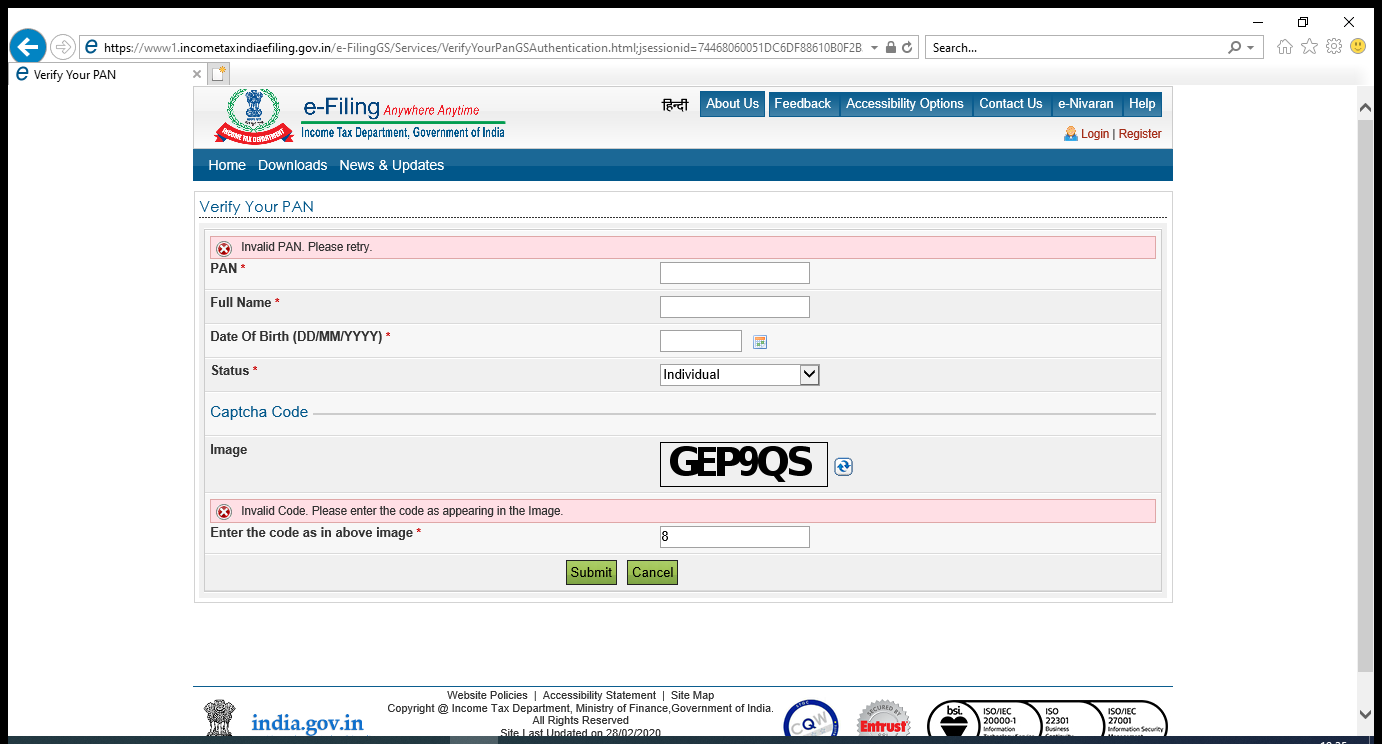 https://www1.incometaxindiaefiling.gov.in/e-FilingGS/Services/VerifyYourPanGSAuthentication.html;jsessionid=74468060051DC6DF88610B0F2B
Search...
Verify Your PAN
e-Filing Anywhere Anytime
Income Tax Department, Government of India
INCOME TAX DEPARTMENT
हिन्दी About Us Feedback Accessibility Options Contact Us e-Nivaran Help
Login | Register
Home Downloads News & Updates
Verify Your PAN
Invalid PAN. Please retry.
PAN *
Full Name *
Date Of Birth (DD/MM/YYYY) *
Status * Individual
Captcha Code
Image GEP9QS
Invalid Code. Please enter the code as appearing in the Image.
Enter the code as in above image * 8
Submit Cancel
Website Policies | Accessibility Statement | Site Map
Copyright @ Income Tax Department, Ministry of Finance,Government of India.
All Rights Reserved
Site Last Updated on 28/02/2020
india.gov.in
CQW
SECURED BY
Entrust
bsi.
ISO/IEC
20000-1
ISO
22301
Business
ISO/IEC
27001
Information Security